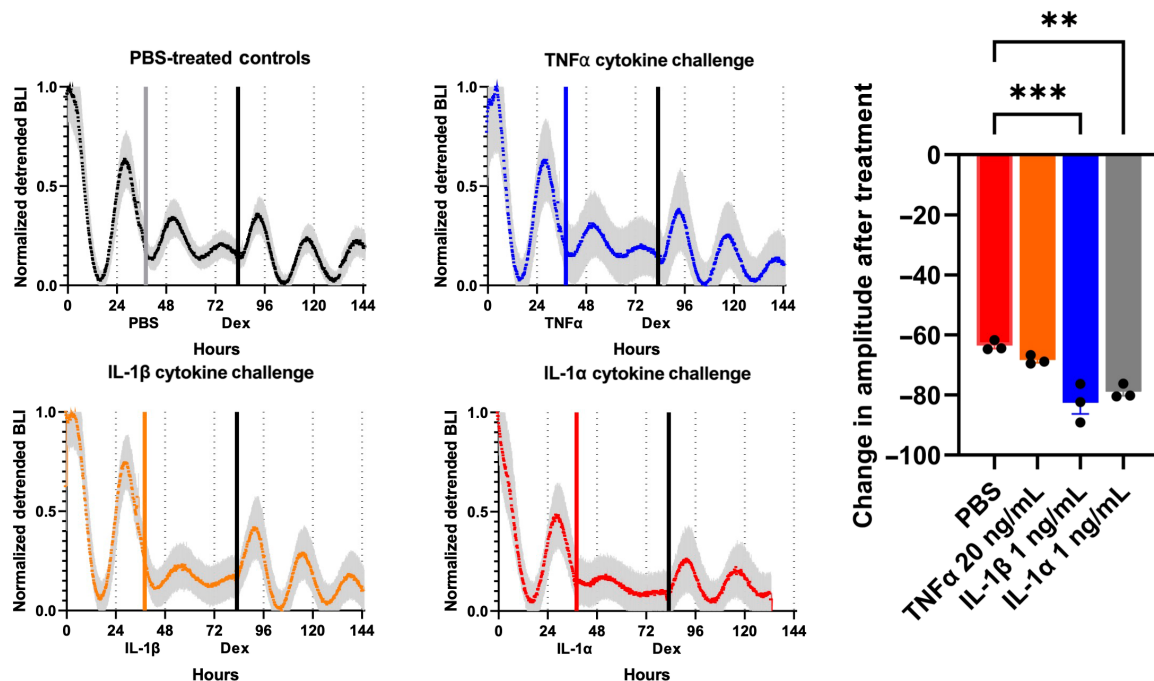 PBS-treated controls
Normalized detrended BLI
1.0
0.5
0.0
0 24 48 72 96 120 144
PBS Dex
Hours
TNFα cytokine challenge
Normalized detrended BLI
1.0
0.5
0.0
0 24 48 72 96 120 144
TNFα Dex
Hours
IL-1β cytokine challenge
Normalized detrended BLI
1.0
0.5
0.0
0 24 48 72 96 120 144
IL-1β Dex
Hours
IL-1α cytokine challenge
Normalized detrended BLI
1.0
0.5
0.0
0 24 48 72 96 120 144
IL-1α Dex
Hours
**
***
Change in amplitude after treatment
0
−20
−40
−60
−80
−100
PBS
TNFα 20 ng/mL
IL-1β 1 ng/mL
IL-1α 1 ng/mL